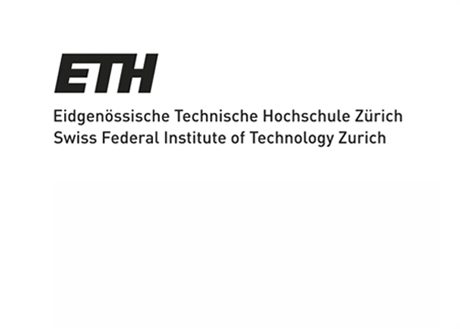 ETH
Eidgenössische Technische Hochschule Zürich
Swiss Federal Institute of Technology Zurich